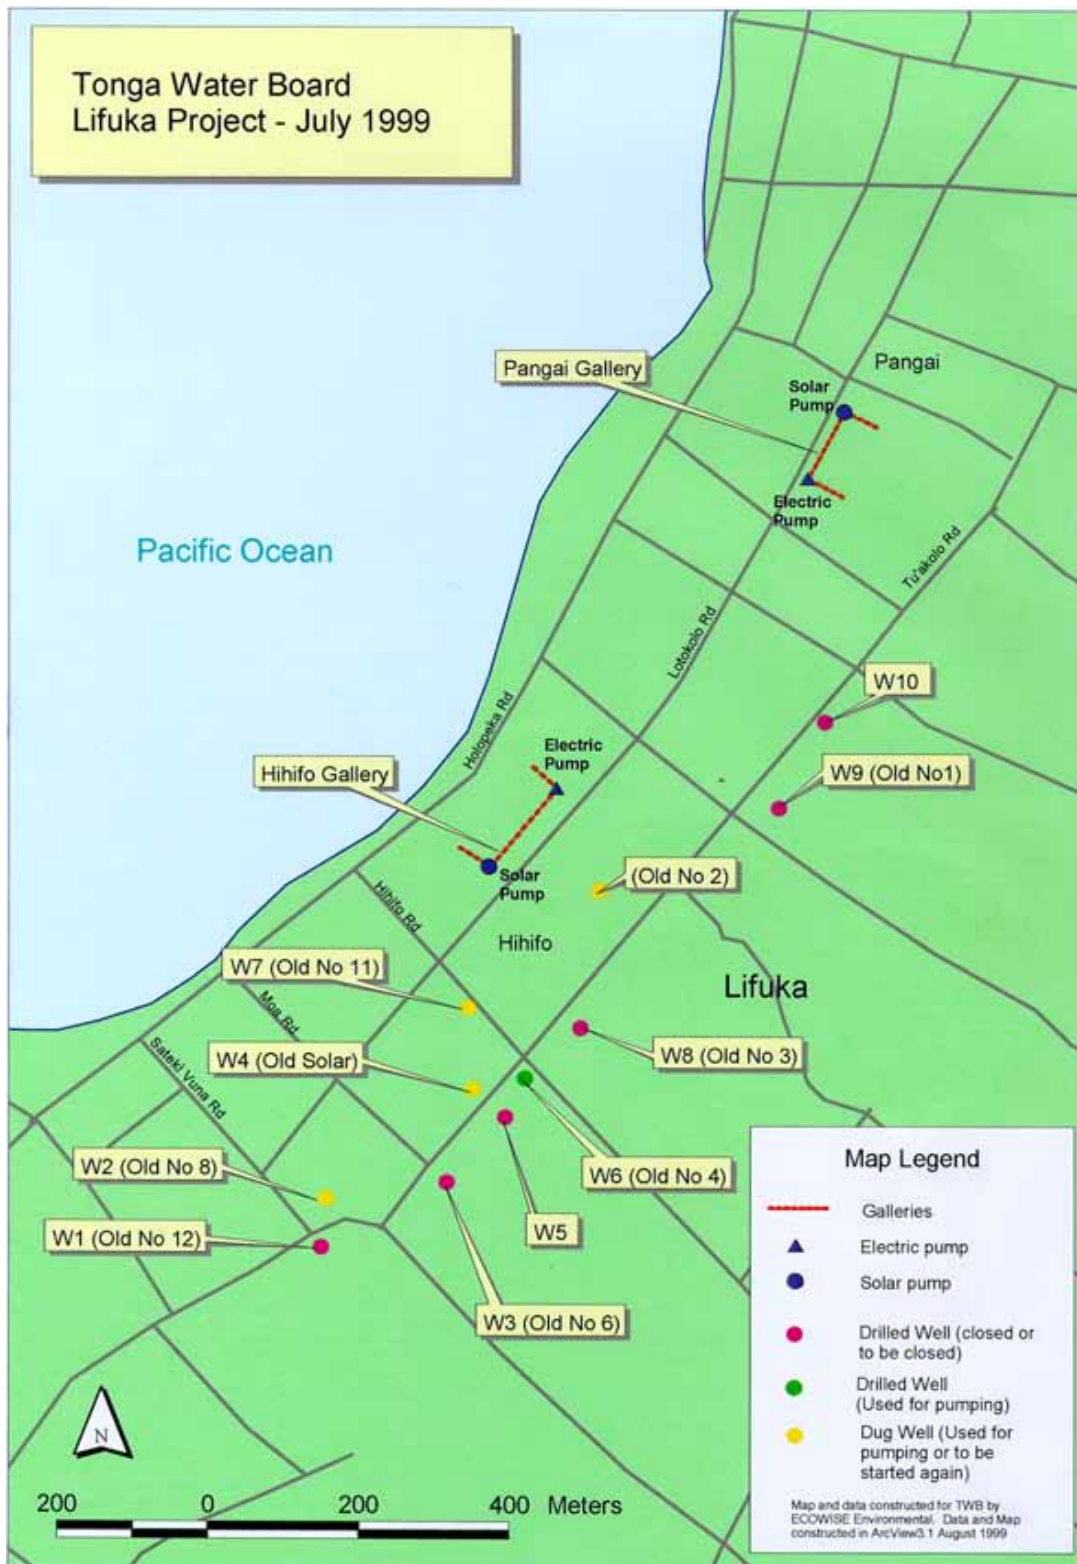 Tonga Water Board
Lifuka Project - July 1999
Pangai Gallery
Pangai
Solar
Pump
Electric
Pump
Pacific Ocean
Tu'akolo Rd
Lotokolo Rd
W10
Holopeka Rd
Electric
Pump
Hihifo Gallery
W9 (Old No1)
Solar
Pump
(Old No 2)
Hihifo Rd
Hihifo
W7 (Old No 11)
Lifuka
Moa Rd
W4 (Old Solar)
W8 (Old No 3)
Sateki Vuna Rd
W2 (Old No 8)
W6 (Old No 4)
W1 (Old No 12)
W5
W3 (Old No 6)
Map Legend
Galleries
Electric pump
Solar pump
Drilled Well (closed or
to be closed)
Drilled Well
(Used for pumping)
Dug Well (Used for
pumping or to be
started again)
Map and data constructed for TWB by
ECOWISE Environmental. Data and Map
constructed in ArcView3.1 August 1999
N
200 0 200 400 Meters